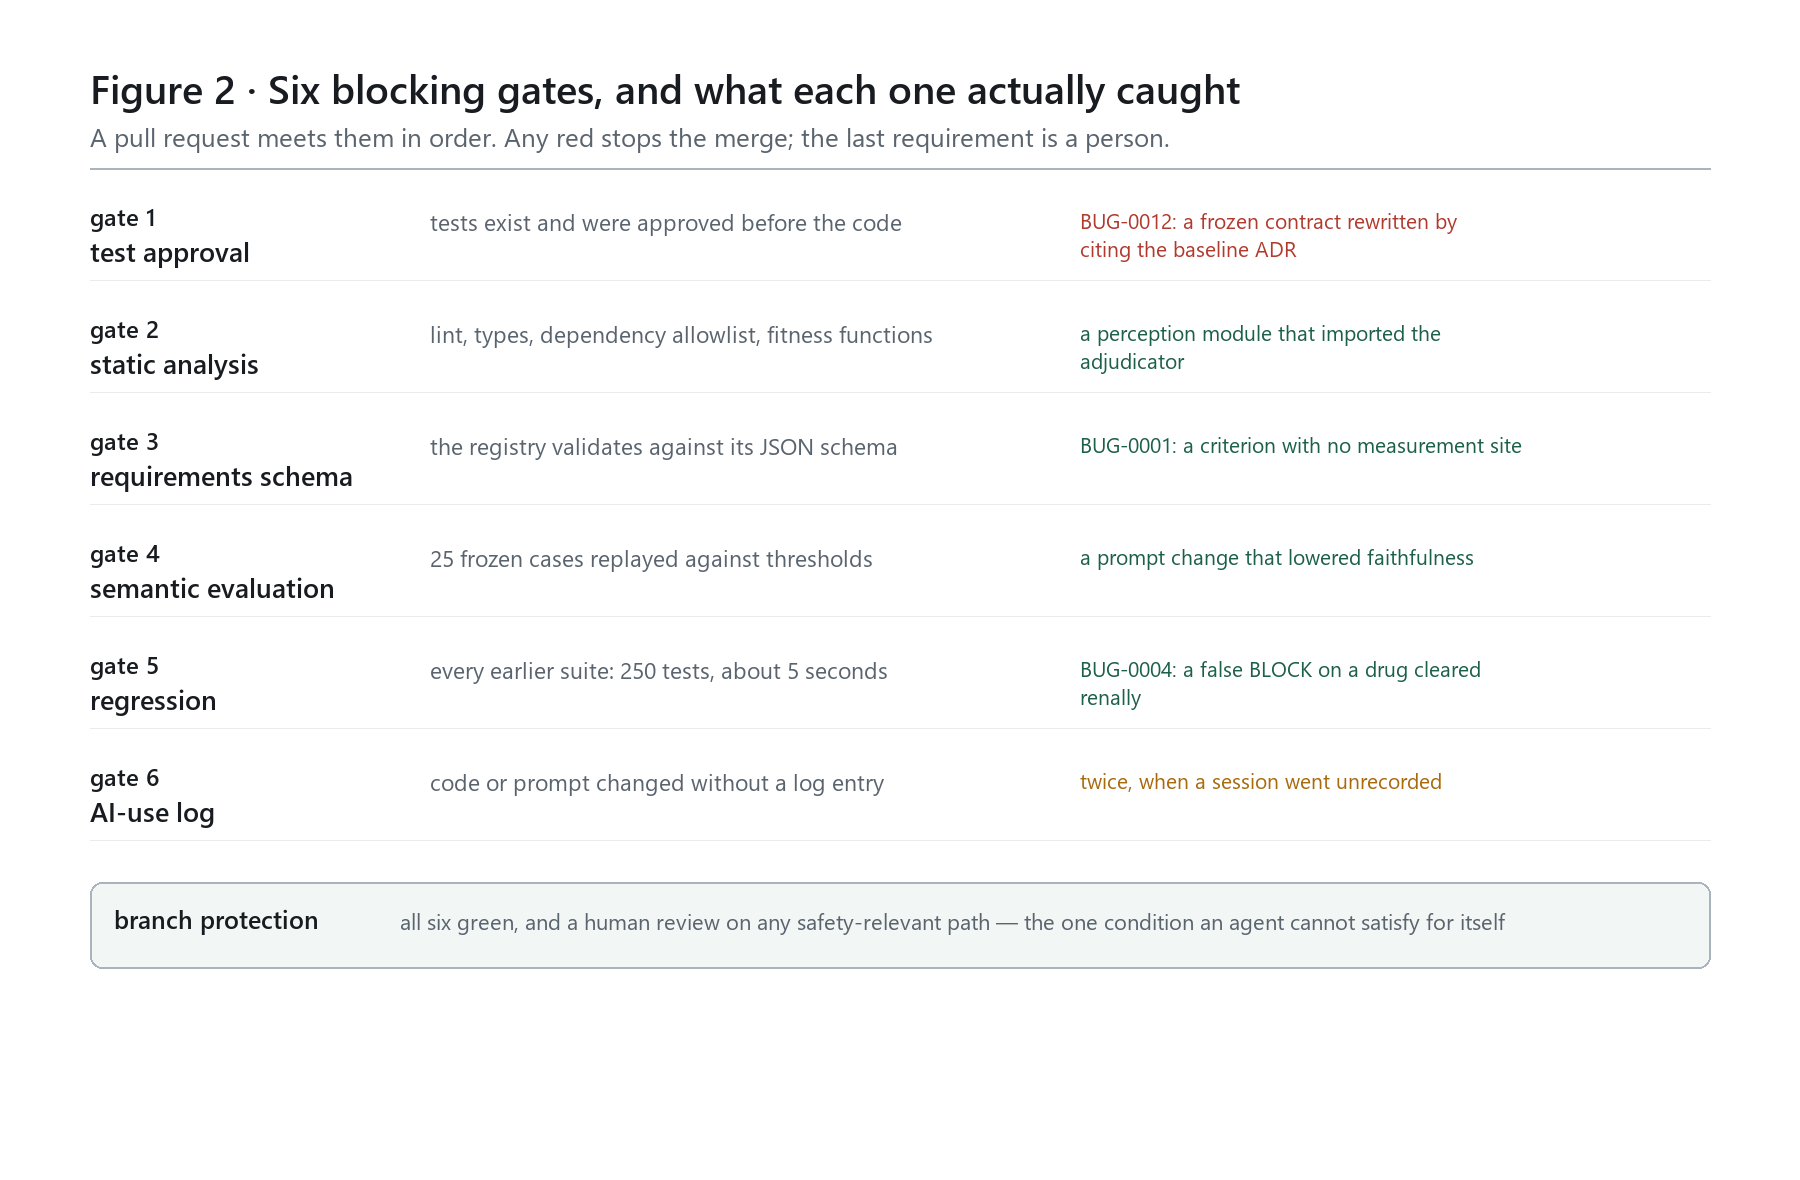 Figure 2 · Six blocking gates, and what each one actually caught
A pull request meets them in order. Any red stops the merge; the last requirement is a person.
gate 1
test approval
tests exist and were approved before the code
BUG-0012: a frozen contract rewritten by
citing the baseline ADR
gate 2
static analysis
lint, types, dependency allowlist, fitness functions
a perception module that imported the
adjudicator
gate 3
requirements schema
the registry validates against its JSON schema
BUG-0001: a criterion with no measurement site
gate 4
semantic evaluation
25 frozen cases replayed against thresholds
a prompt change that lowered faithfulness
gate 5
regression
every earlier suite: 250 tests, about 5 seconds
BUG-0004: a false BLOCK on a drug cleared
renally
gate 6
AI-use log
code or prompt changed without a log entry
twice, when a session went unrecorded
branch protection
all six green, and a human review on any safety-relevant path — the one condition an agent cannot satisfy for itself